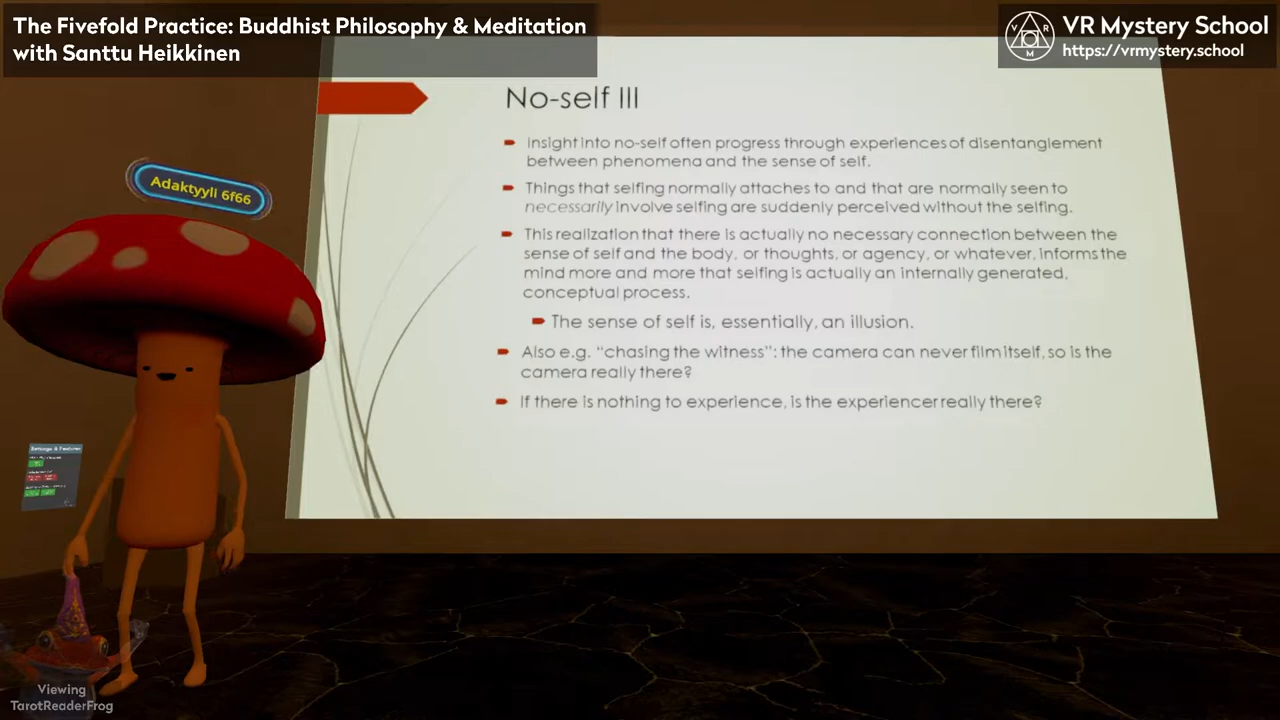 The Fivefold Practice: Buddhist Philosophy & Meditation
with Santtu Heikkinen
VR Mystery School
https://vrmystery.school
V R
M
Adaktyyli 6f66
No-self III
Insight into no-self often progress through experiences of disentanglement
between phenomena and the sense of self.
Things that selfing normally attaches to and that are normally seen to
necessarily involve selfing are suddenly perceived without the selfing.
This realization that there is actually no necessary connection between the
sense of self and the body, or thoughts, or agency, or whatever, informs the
mind more and more that selfing is actually an internally generated,
conceptual process.
The sense of self is, essentially, an illusion.
Also e.g. “chasing the witness”: the camera can never film itself, so is the
camera really there?
If there is nothing to experience, is the experiencer really there?
Viewing
TarotReaderFrog